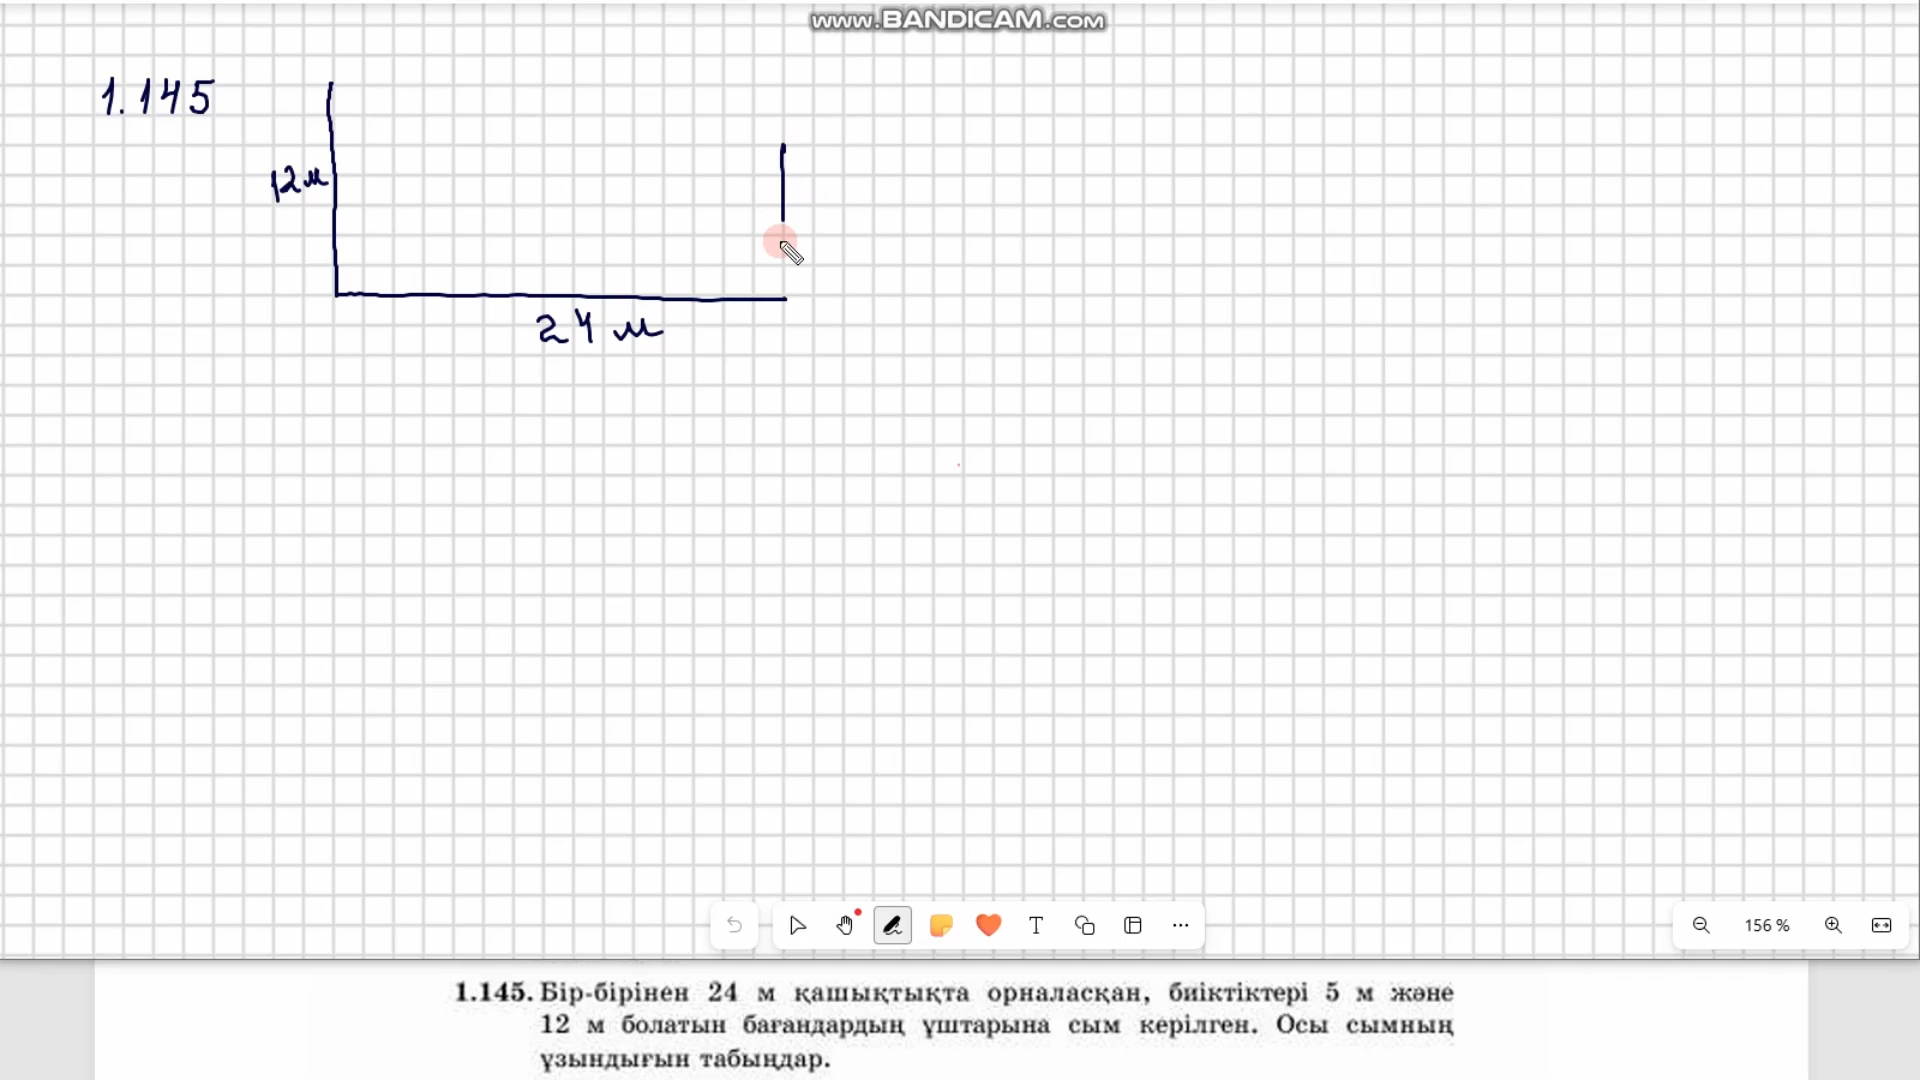 www.BANDICAM.com
1.145
12м
24 м
156 %
1.145. Бір-бірінен 24 м қашықтықта орналасқан, биіктіктері 5 м және
12 м болатын бағандардың ұштарына сым керілген. Осы сымның
ұзындығын табыңдар.